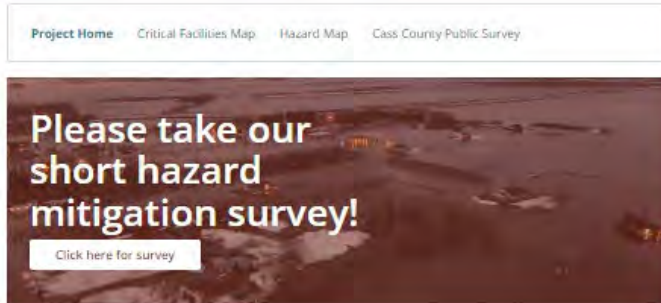 Project Home Critical Facilities Map Hazard Map Cass County Public Survey
Please take our
short hazard
mitigation survey!
Click here for survey